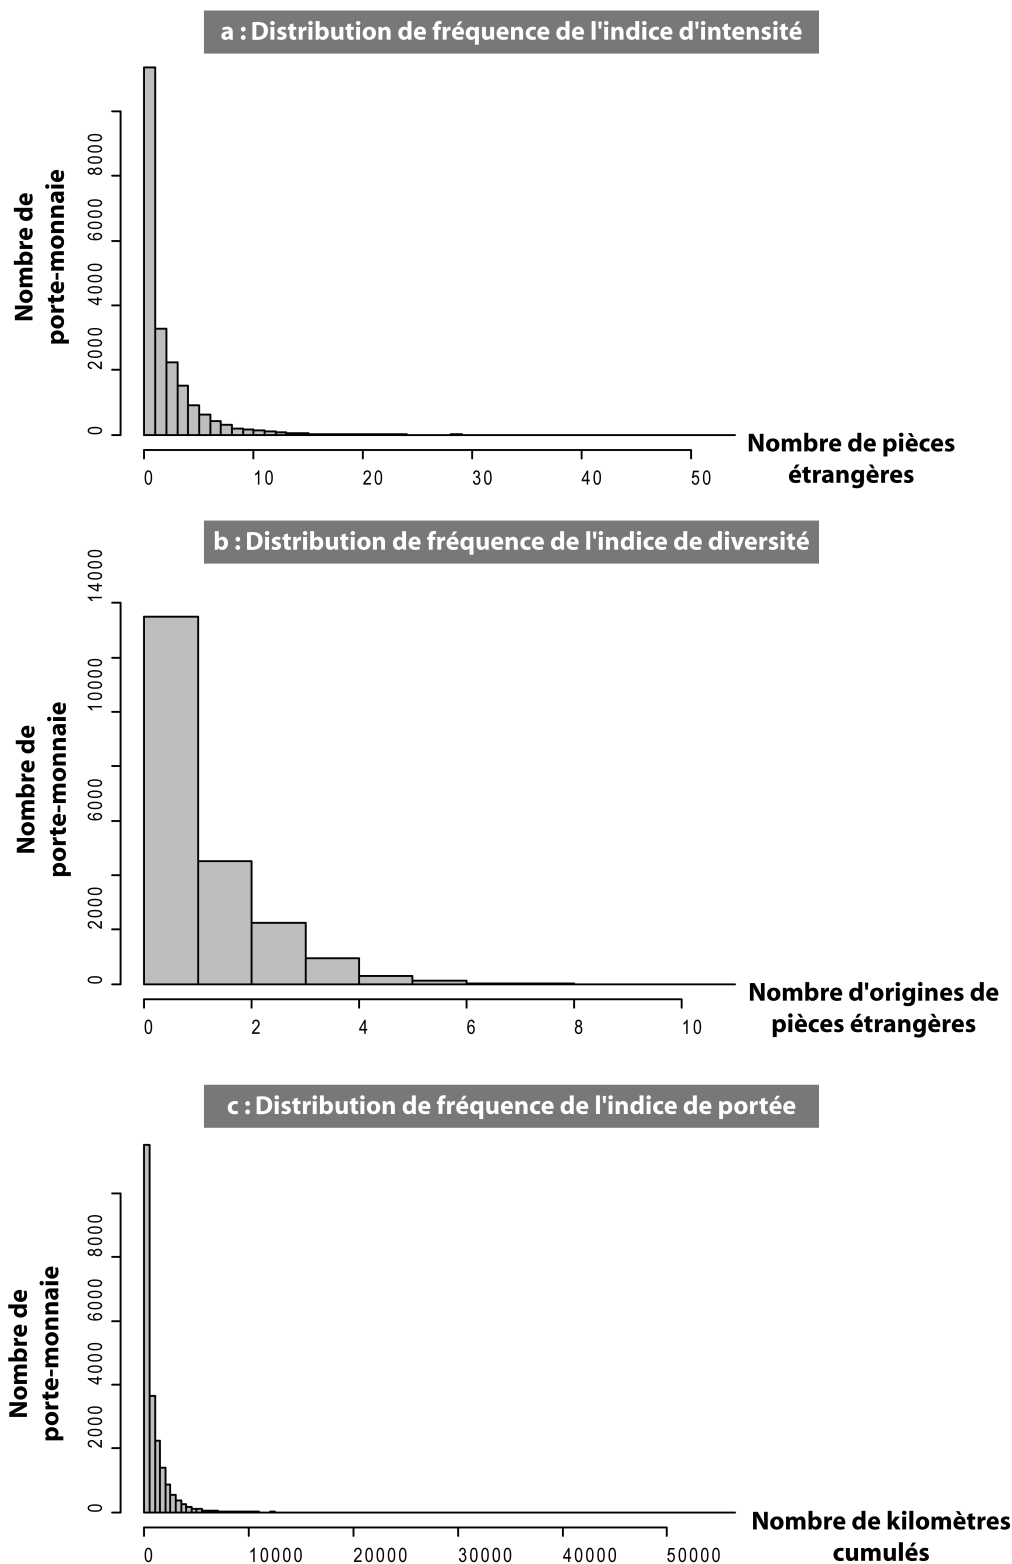 a : Distribution de fréquence de l'indice d'intensité
Nombre de
porte-monnaie
8000
6000
4000
2000
0
0 10 20 30 40 50
Nombre de pièces
étrangères
b : Distribution de fréquence de l'indice de diversité
Nombre de
porte-monnaie
14000
10000
6000
2000
0
0 2 4 6 8 10
Nombre d'origines de
pièces étrangères
c : Distribution de fréquence de l'indice de portée
Nombre de
porte-monnaie
8000
6000
4000
2000
0
0 10000 20000 30000 40000 50000
Nombre de kilomètres
cumulés